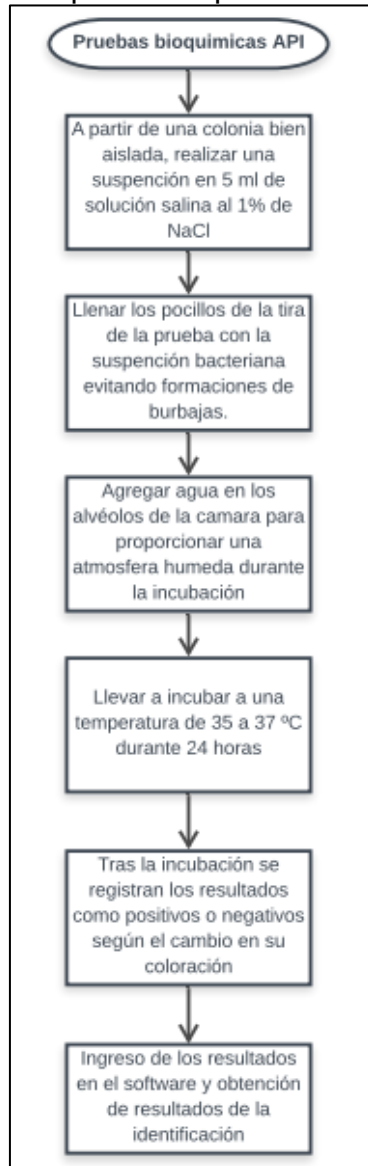 Pruebas bioquimicas API
A partir de una colonia bien
aislada, realizar una
suspención en 5 ml de
solución salina al 1% de
NaCl
Llenar los pocillos de la tira
de la prueba con la
suspención bacteriana
evitando formaciones de
burbajas.
Agregar agua en los
alvéolos de la camara para
proporcionar una
atmosfera humeda durante
la incubación
Llevar a incubar a una
temperatura de 35 a 37 ºC
durante 24 horas
Tras la incubación se
registran los resultados
como positivos o negativos
según el cambio en su
coloración
Ingreso de los resultados
en el software y obtención
de resultados de la
identificación